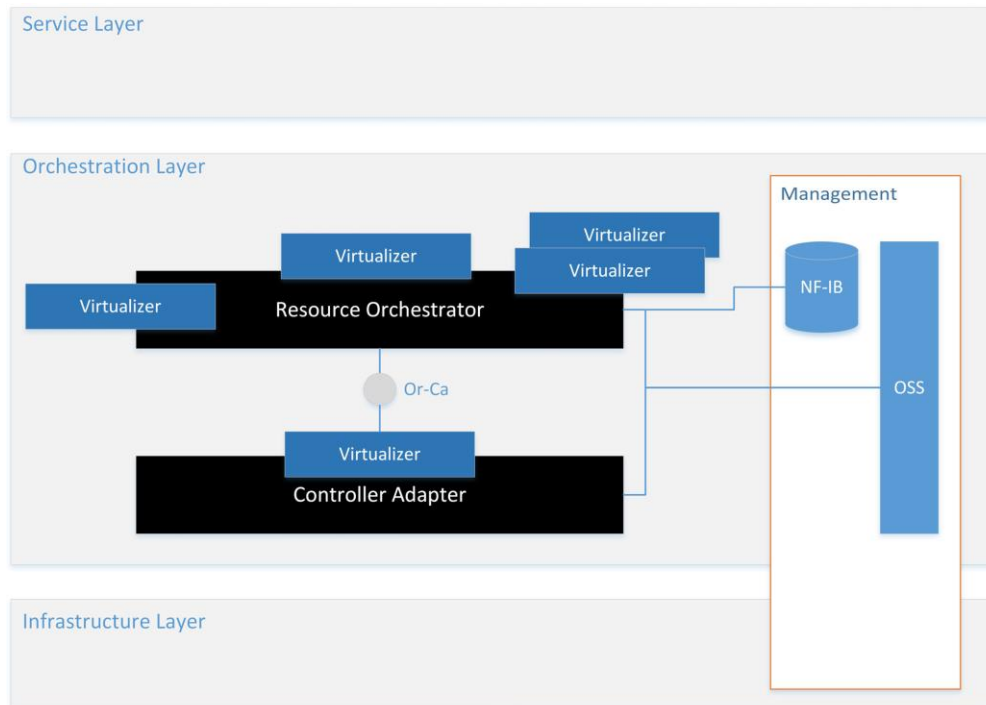 Service Layer
Orchestration Layer
Management
Virtualizer
Virtualizer
Virtualizer
Virtualizer
Resource Orchestrator
NF-IB
Or-Ca
OSS
Virtualizer
Controller Adapter
Infrastructure Layer